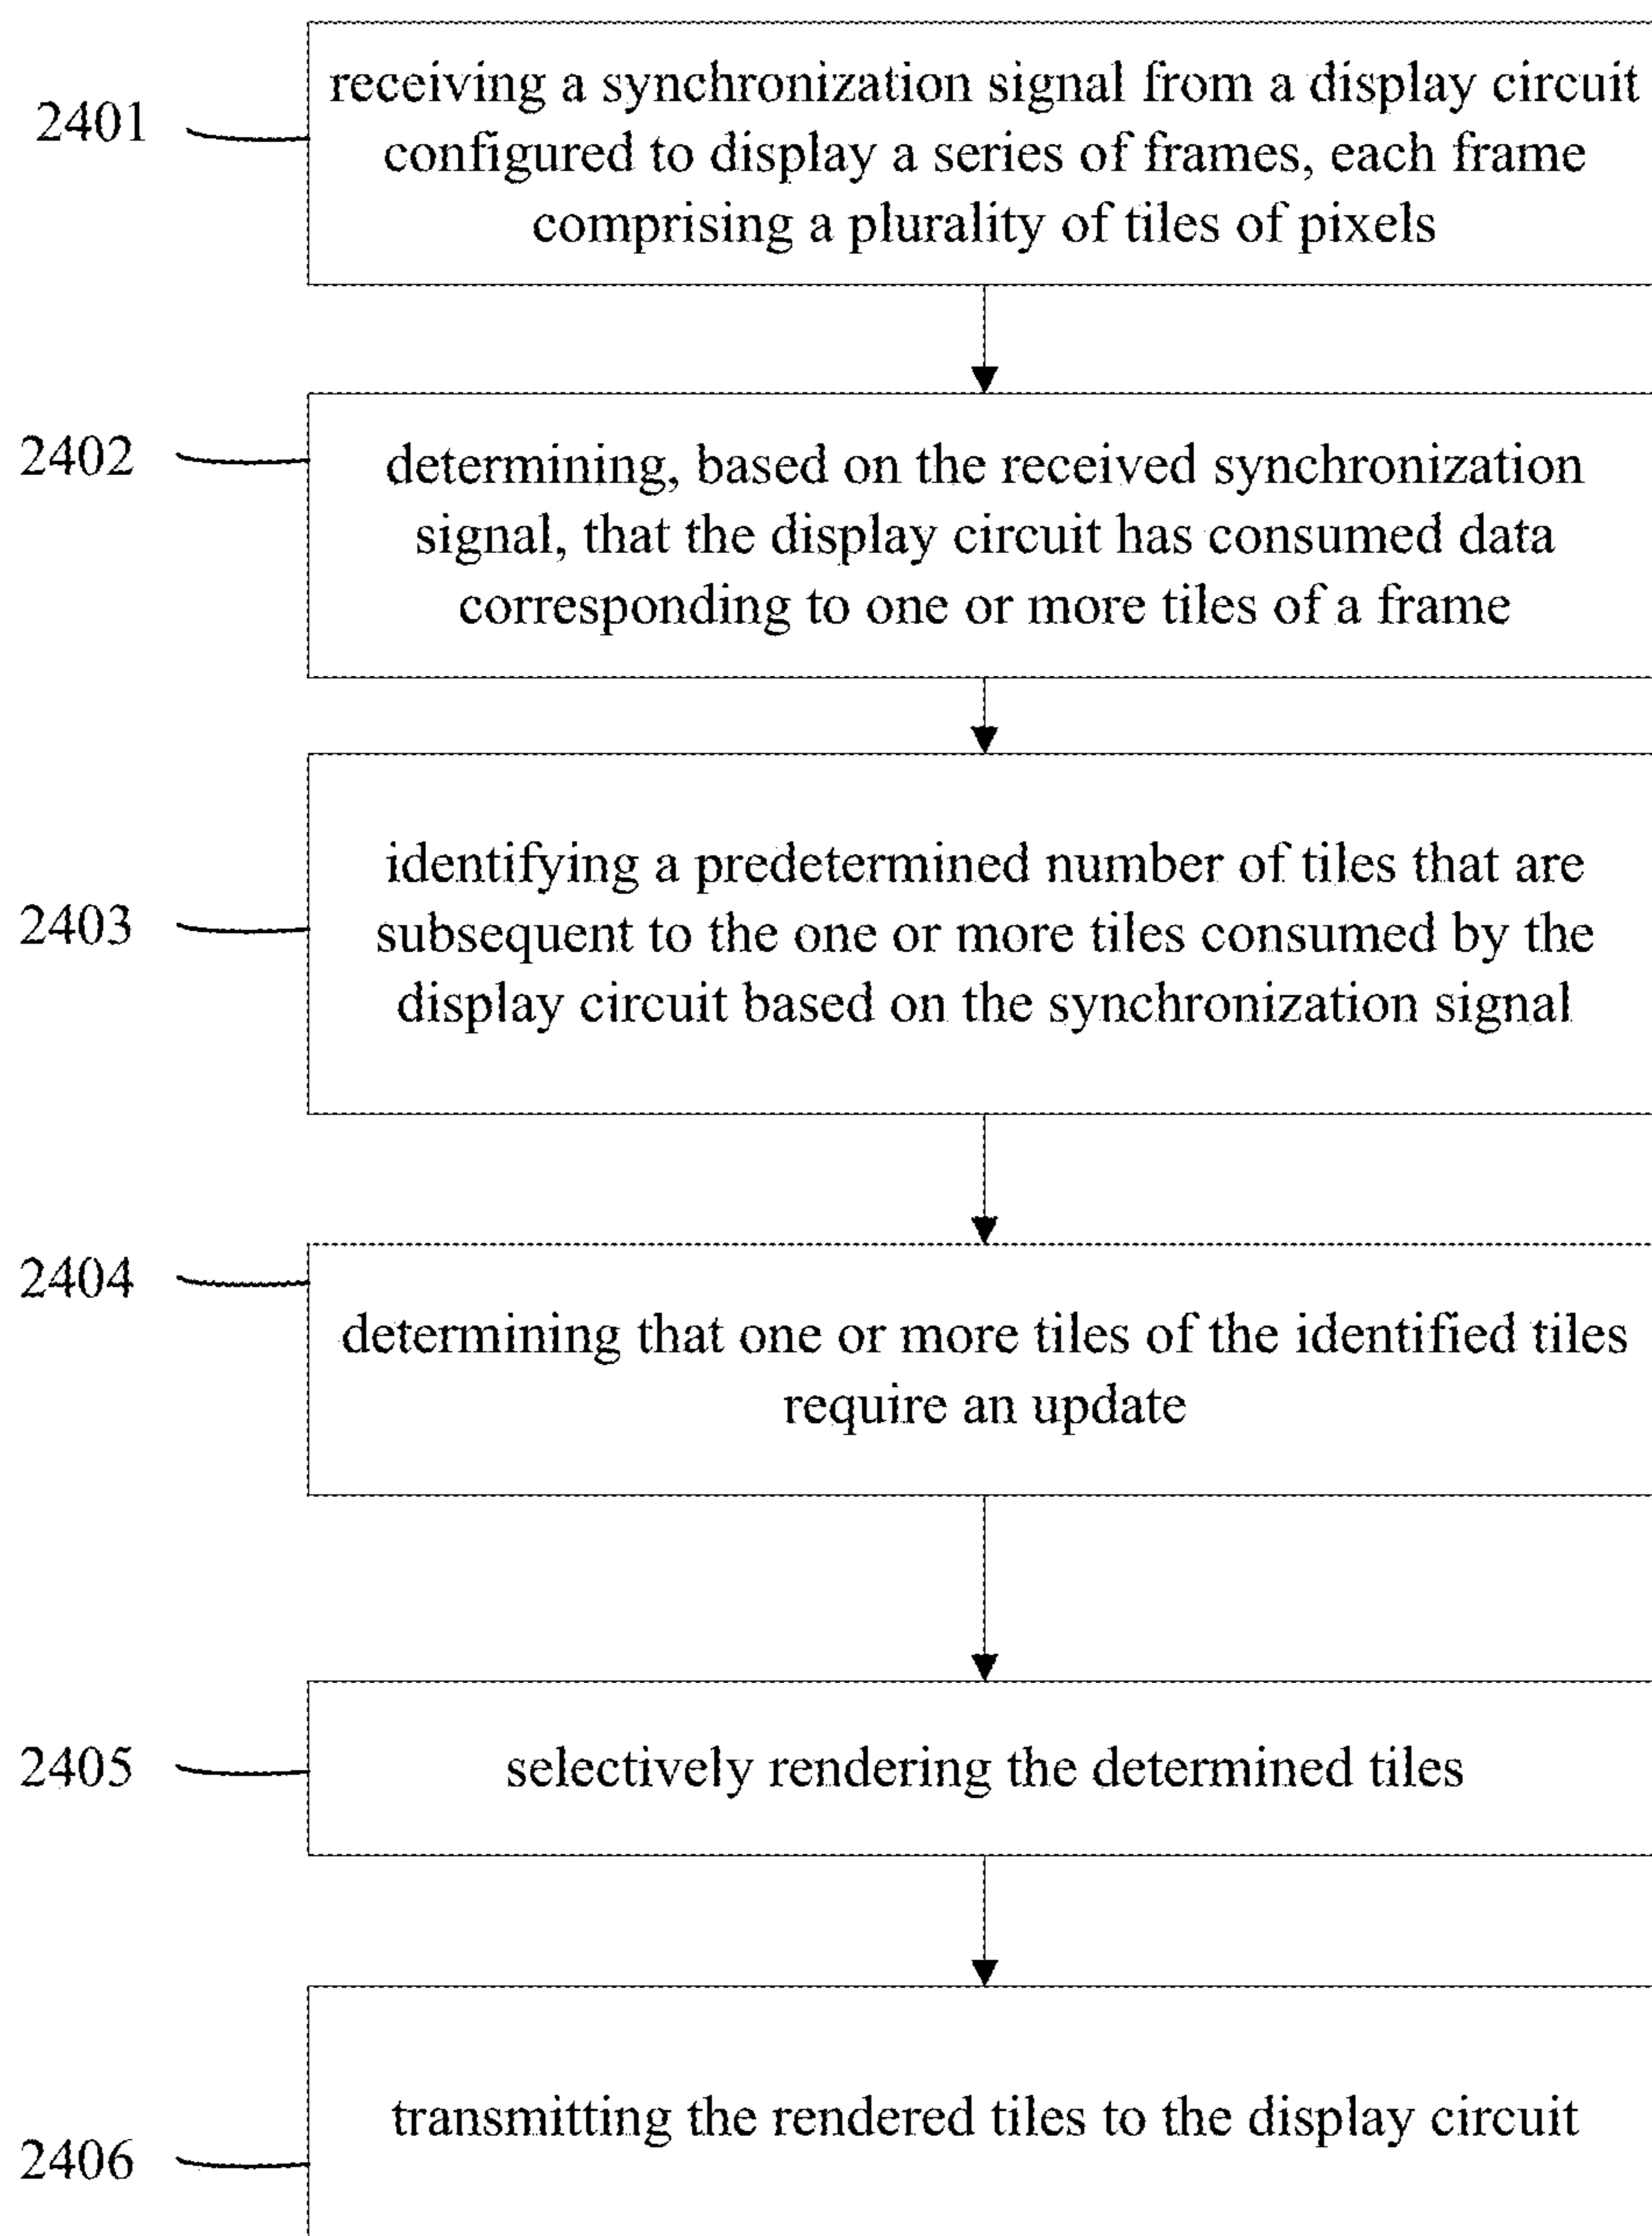 2401
receiving a synchronization signal from a display circuit
configured to display a series of frames, each frame
comprising a plurality of tiles of pixels
2402
determining, based on the received synchronization
signal, that the display circuit has consumed data
corresponding to one or more tiles of a frame
2403
identifying a predetermined number of tiles that are
subsequent to the one or more tiles consumed by the
display circuit based on the synchronization signal
2404
determining that one or more tiles of the identified tiles
require an update
2405
selectively rendering the determined tiles
2406
transmitting the rendered tiles to the display circuit